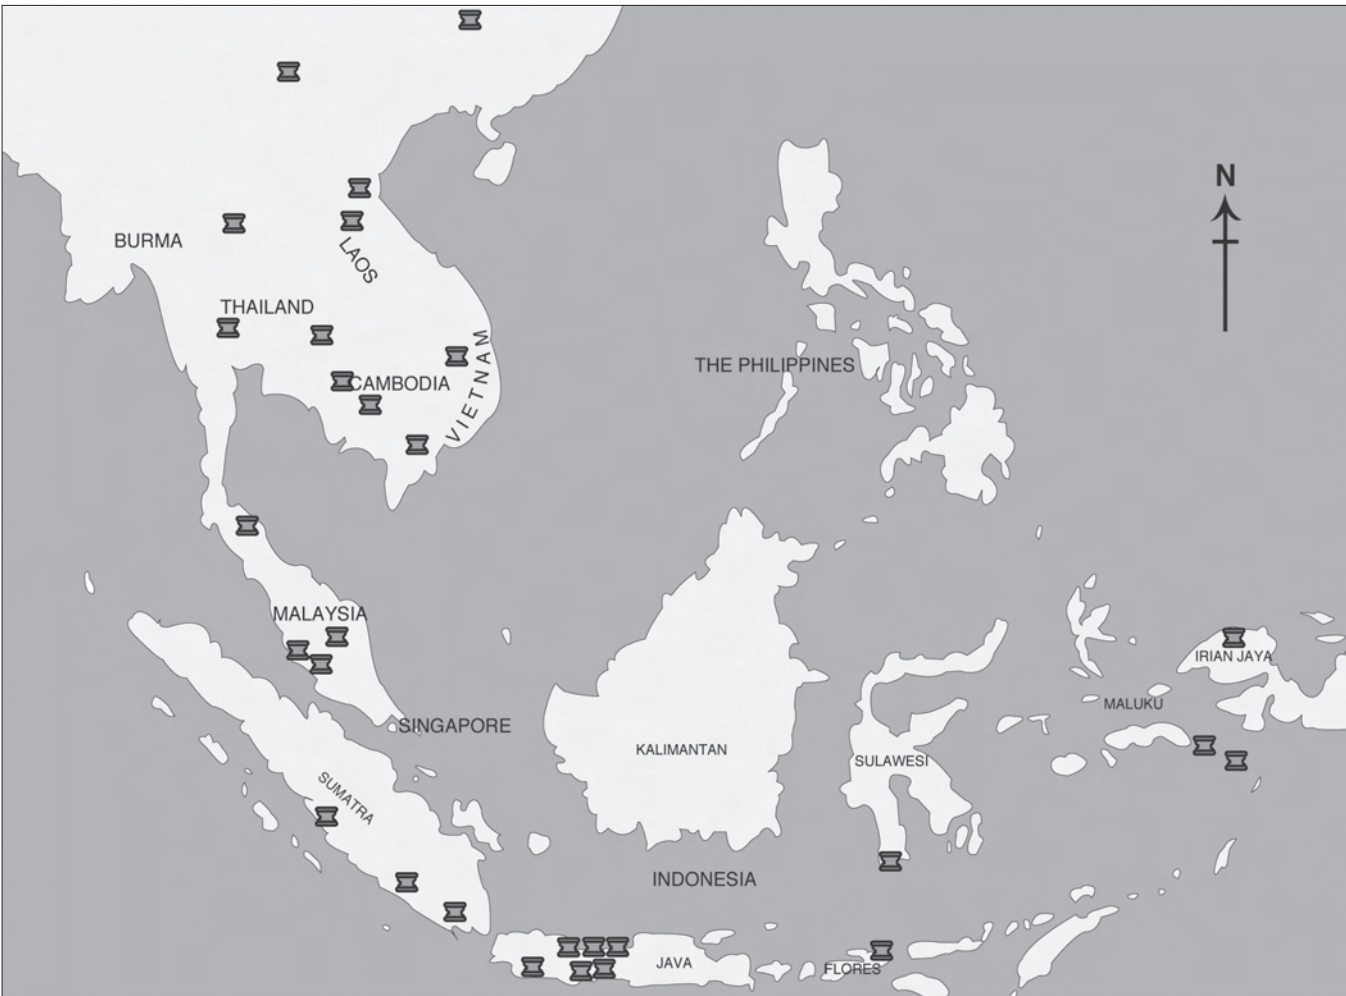 N
BURMA
LAOS
THAILAND
VIETNAM
THE PHILIPPINES
CAMBODIA
MALAYSIA
IRIAN JAYA
MALUKU
SINGAPORE
KALIMANTAN
SULAWESI
SUMATRA
INDONESIA
JAVA
FLORES